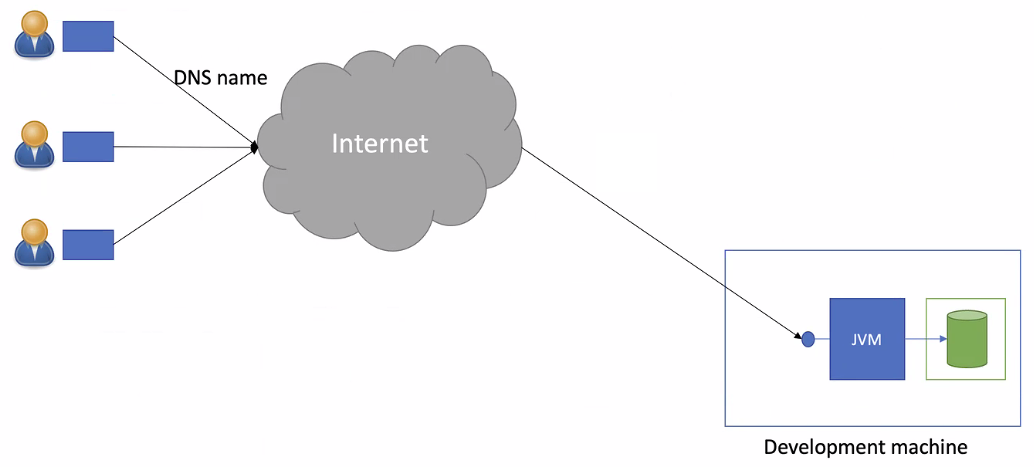 DNS name
Internet
JVM
Development machine